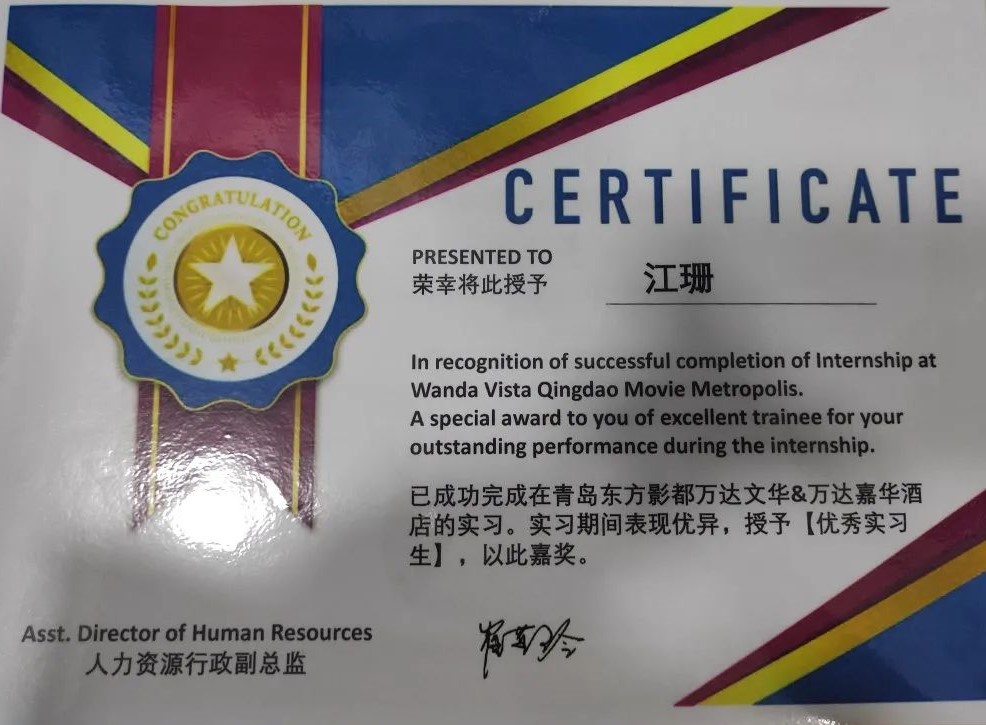 CONGRATULATION
CERTIFICATE
PRESENTED TO
荣幸将此授予
江珊
In recognition of successful completion of Internship at
Wanda Vista Qingdao Movie Metropolis.
A special award to you of excellent trainee for your
outstanding performance during the internship.
已成功完成在青岛东方影都万达文华&万达嘉华酒
店的实习。实习期间表现优异，授予【优秀实习
生】，以此嘉奖。
Asst. Director of Human Resources
人力资源行政副总监